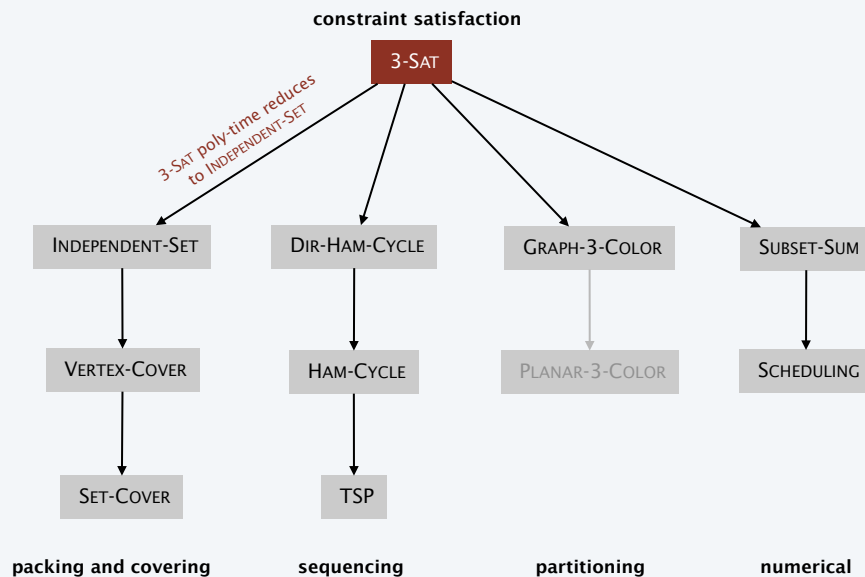 constraint satisfaction
3-SAT
3-SAT poly-time reduces
to INDEPENDENT-SET
INDEPENDENT-SET
DIR-HAM-CYCLE
GRAPH-3-COLOR
SUBSET-SUM
VERTEX-COVER
HAM-CYCLE
PLANAR-3-COLOR
SCHEDULING
SET-COVER
TSP
packing and covering
sequencing
partitioning
numerical